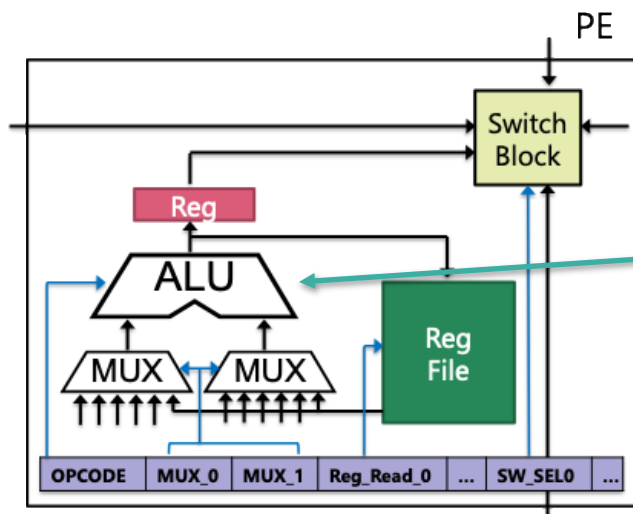 PE
Switch
Block
Reg
ALU
Reg
File
MUX
MUX
OPCODE
MUX_0
MUX_1
Reg_Read_0
...
SW_SEL0
...